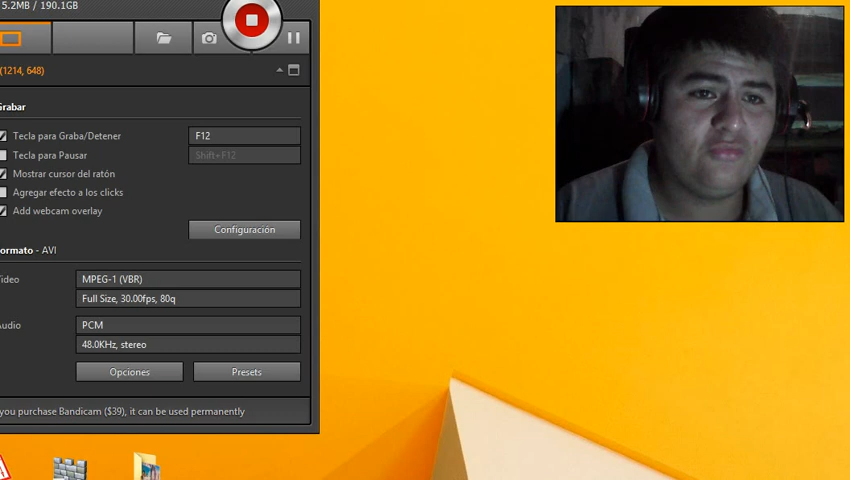 5.2MB / 190.1GB
(1214, 648)
Grabar
Tecla para Graba/Detener
F12
Tecla para Pausar
Shift+F12
Mostrar cursor del ratón
Agregar efecto a los clicks
Add webcam overlay
Configuración
ormato - AVI
Video
MPEG-1 (VBR)
Full Size, 30.00fps, 80q
Audio
PCM
48.0KHz, stereo
Opciones
Presets
you purchase Bandicam ($39), it can be used permanently